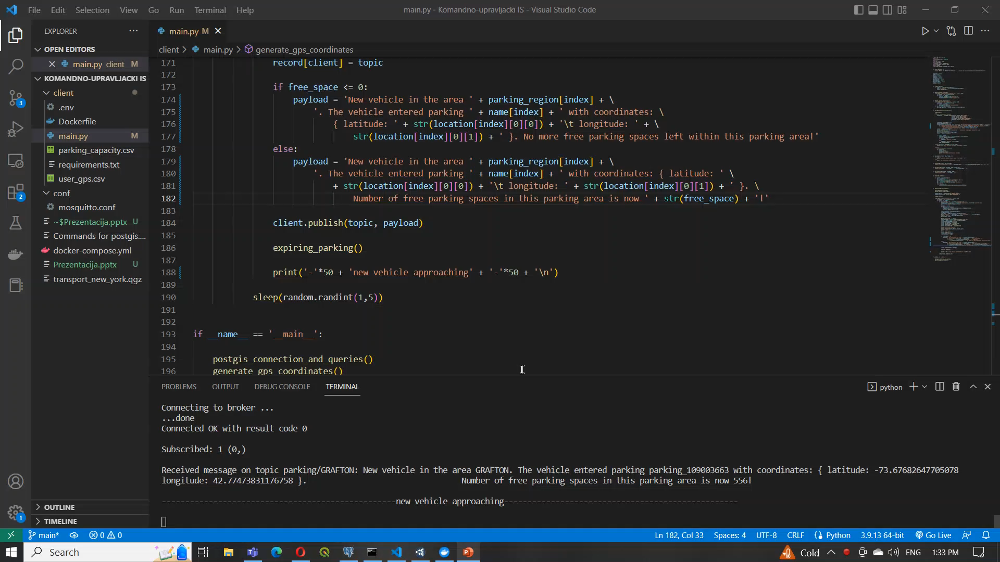 File Edit Selection View Go Run Terminal Help
main.py - Komandno-upravljacki IS - Visual Studio Code
EXPLORER
OPEN EDITORS
main.py client M
KOMANDNO-UPRAVLJACKI IS
client
.env
Dockerfile
main.py M
parking_capacity.csv
requirements.txt
user_gps.csv
conf
mosquitto.conf
~$Prezentacija.pptx U
Commands for postgis....
docker-compose.yml
Prezentacija.pptx U
transport_new_york.qgz
OUTLINE
TIMELINE
3
2
1
main.py M
client > main.py > generate_gps_coordinates
171 record[client] = topic
172
173 if free_space <= 0:
174 payload = 'New vehicle in the area ' + parking_region[index] + \
175 '. The vehicle entered parking ' + name[index] + ' with coordinates: \
176 { latitude: ' + str(location[index][0][0]) + '\t longitude: ' + \
177 str(location[index][0][1]) + ' }. No more free parking spaces left within this parking area!'
178 else:
179 payload = 'New vehicle in the area ' + parking_region[index] + \
180 '. The vehicle entered parking ' + name[index] + ' with coordinates: { latitude: ' \
181 + str(location[index][0][0]) + '\t longitude: ' + str(location[index][0][1]) + ' }. \
182 Number of free parking spaces in this parking area is now ' + str(free_space) + '!'
183
184 client.publish(topic, payload)
185
186 expiring_parking()
187
188 print('-'*50 + 'new vehicle approaching' + '-'*50 + '\n')
189
190 sleep(random.randint(1,5))
191
192
193 if __name__ == '__main__':
194
195 postgis_connection_and_queries()
196 generate_gps_coordinates()
PROBLEMS OUTPUT DEBUG CONSOLE TERMINAL
python
Connecting to broker ...
...done
Connected OK with result code 0
Subscribed: 1 (0,)
Received message on topic parking/GRAFTON: New vehicle in the area GRAFTON. The vehicle entered parking parking_109003663 with coordinates: { latitude: -73.67682647705078
longitude: 42.77473831176758 }. Number of free parking spaces in this parking area is now 556!
--------------------------------------------------new vehicle approaching--------------------------------------------------
main* 0 0
Ln 182, Col 33 Spaces: 4 UTF-8 CRLF Python 3.9.13 64-bit Go Live
Search
Cold ENG 1:33 PM